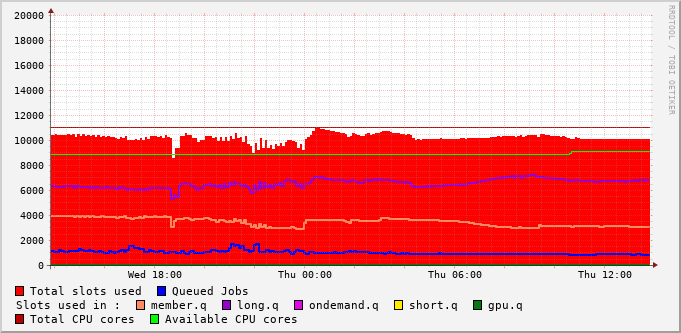 20000
18000
16000
14000
12000
10000
8000
6000
4000
2000
0
Wed 18:00 Thu 00:00 Thu 06:00 Thu 12:00
Total slots used Queued Jobs
Slots used in : member.q long.q ondemand.q short.q gpu.q
Total CPU cores Available CPU cores
RRDTOOL / TOBI OETIKER